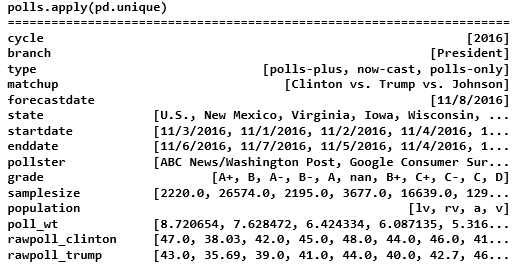 polls.apply(pd.unique)
======================================================================
cycle [2016]
branch [President]
type [polls-plus, now-cast, polls-only]
matchup [Clinton vs. Trump vs. Johnson]
forecastdate [11/8/2016]
state [U.S., New Mexico, Virginia, Iowa, Wisconsin, ...
startdate [11/3/2016, 11/1/2016, 11/2/2016, 11/4/2016, 1...
enddate [11/6/2016, 11/7/2016, 11/5/2016, 11/4/2016, 1...
pollster [ABC News/Washington Post, Google Consumer Sur...
grade [A+, B, A-, B-, A, nan, B+, C+, C-, C, D]
samplesize [2220.0, 26574.0, 2195.0, 3677.0, 16639.0, 129...
population [lv, rv, a, v]
poll_wt [8.720654, 7.628472, 6.424334, 6.087135, 5.316...
rawpoll_clinton [47.0, 38.03, 42.0, 45.0, 48.0, 44.0, 46.0, 41...
rawpoll_trump [43.0, 35.69, 39.0, 41.0, 44.0, 40.0, 42.7, 46...